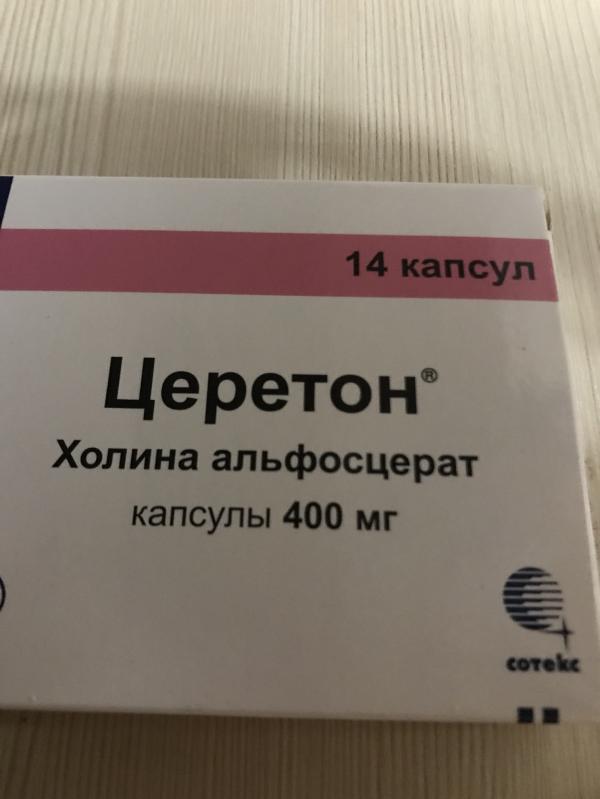 14 капсул
Церетон®
Холина альфосцерат
капсулы 400 мг
сотекс